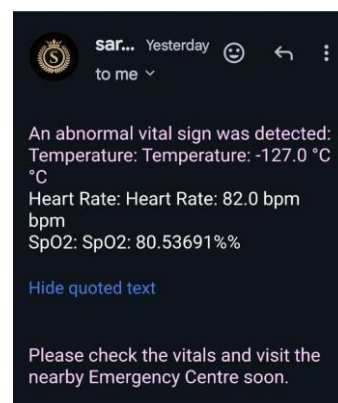 S
sar... Yesterday
to me
An abnormal vital sign was detected:
Temperature: Temperature: -127.0 °C
°C
Heart Rate: Heart Rate: 82.0 bpm
bpm
SpO2: SpO2: 80.53691%%
Hide quoted text
Please check the vitals and visit the
nearby Emergency Centre soon.